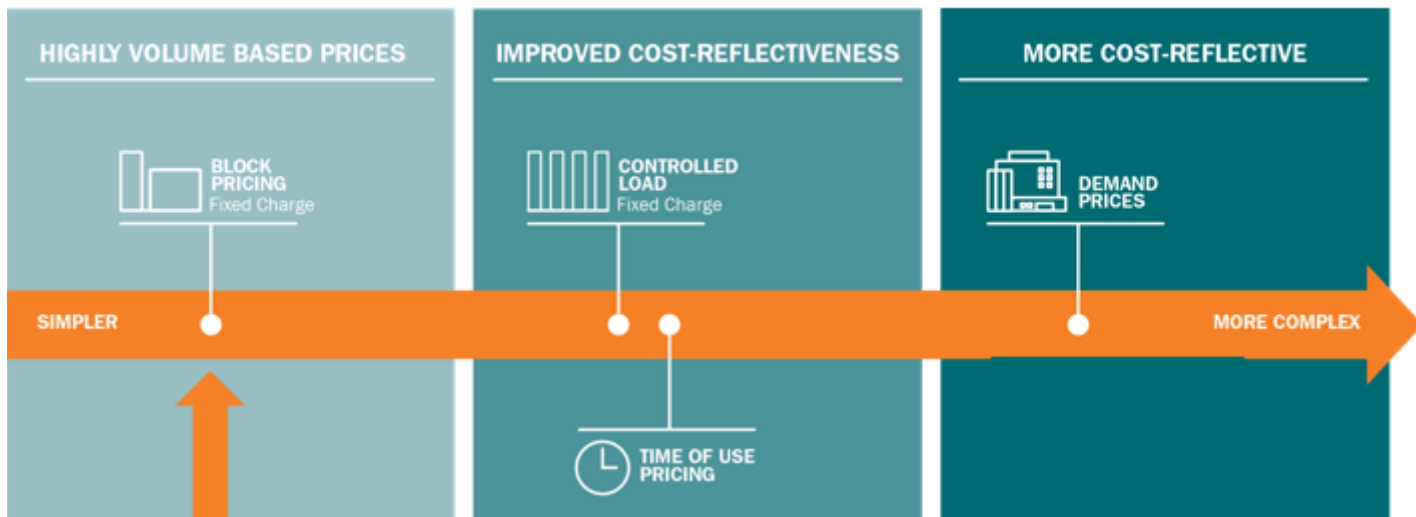 HIGHLY VOLUME BASED PRICES
IMPROVED COST-REFLECTIVENESS
MORE COST-REFLECTIVE
BLOCK
PRICING
Fixed Charge
CONTROLLED
LOAD
Fixed Charge
DEMAND
PRICES
SIMPLER
MORE COMPLEX
TIME OF USE
PRICING